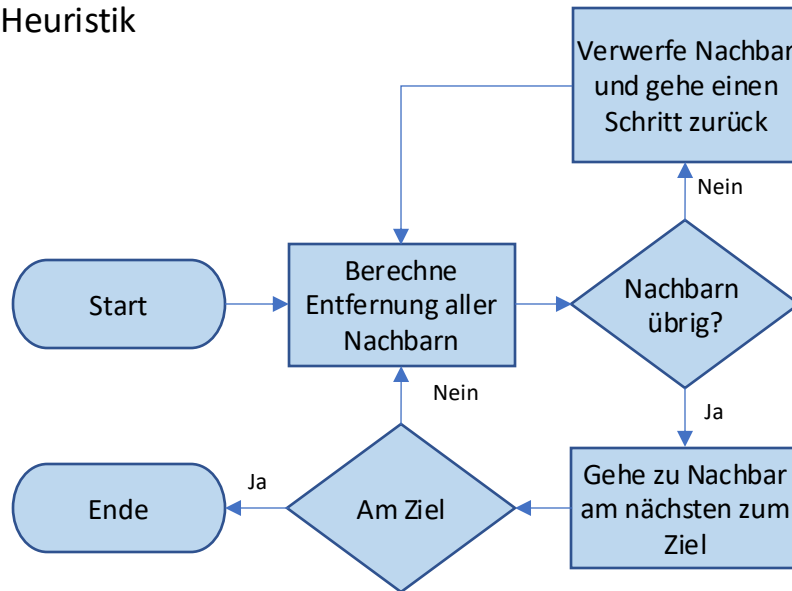 Heuristik
Verwerfe Nachbar
und gehe einen
Schritt zurück
Nein
Start
Berechne
Entfernung aller
Nachbarn
Nachbarn
übrig?
Nein
Ja
Ende
Ja
Am Ziel
Gehe zu Nachbar
am nächsten zum
Ziel